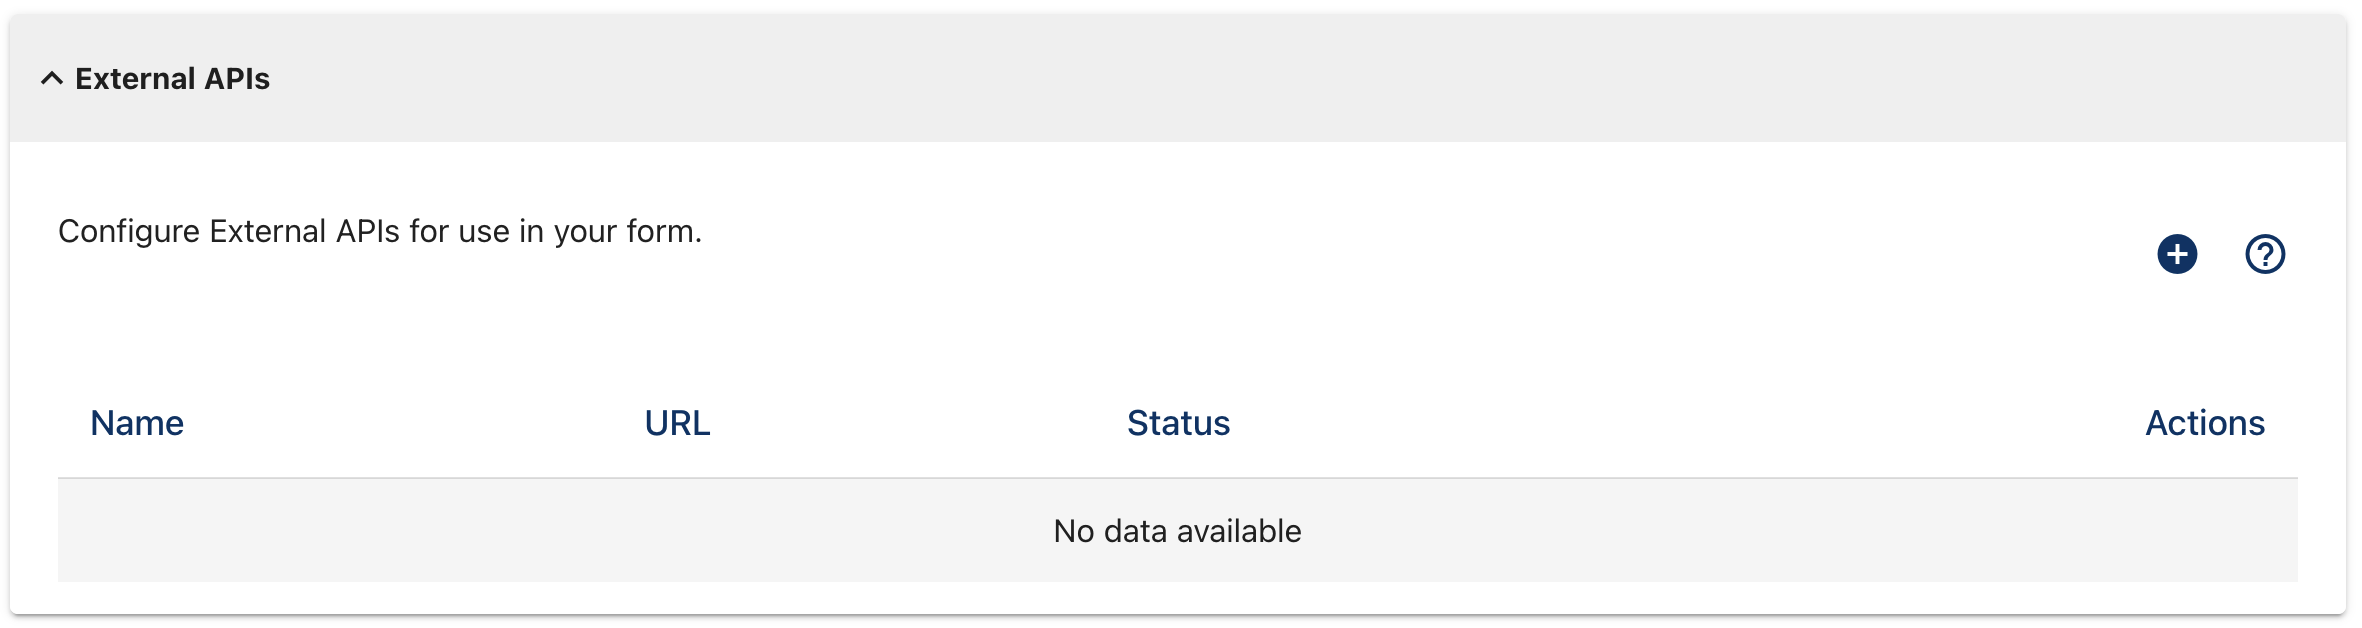 External APIs
Configure External APIs for use in your form.
Name URL Status Actions
No data available